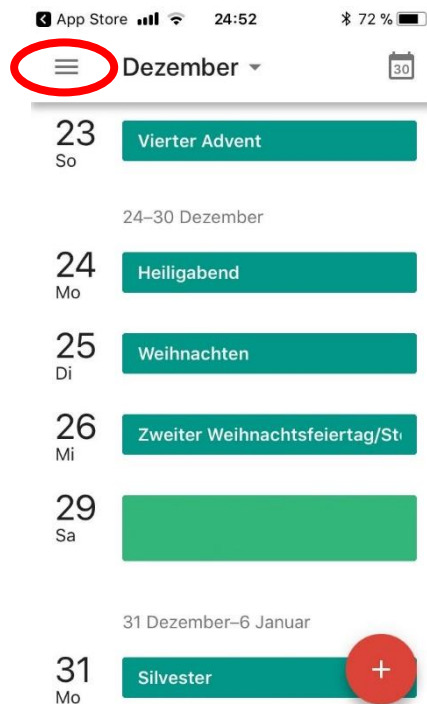 App Store 24:52 72 %
Dezember 30
23 Vierter Advent
So
24–30 Dezember
24 Heiligabend
Mo
25 Weihnachten
Di
26 Zweiter Weihnachtsfeiertag/Ste
Mi
29
Sa
31 Dezember–6 Januar
31 Silvester +
Mo